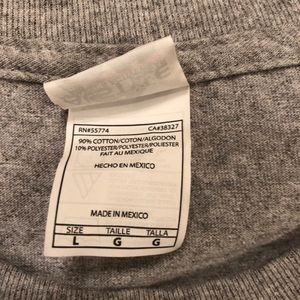 RN#55774 CA#38327
90% COTTON/COTON/ALGODON
10% POLYESTER/POLYESTER/POLIESTER
FAIT AU MEXIQUE
HECHO EN MEXICO
MADE IN MEXICO
SIZE TAILLE TALLA
L G G